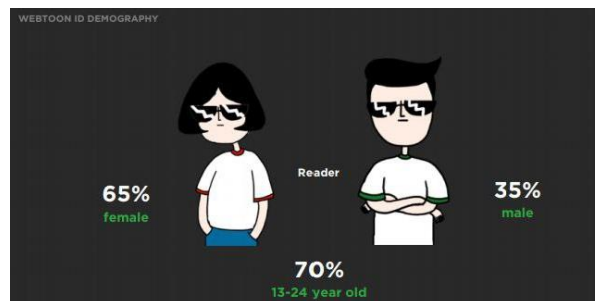 WEBTOON ID DEMOGRAPHY
Reader
65%
female
35%
male
70%
13-24 year old